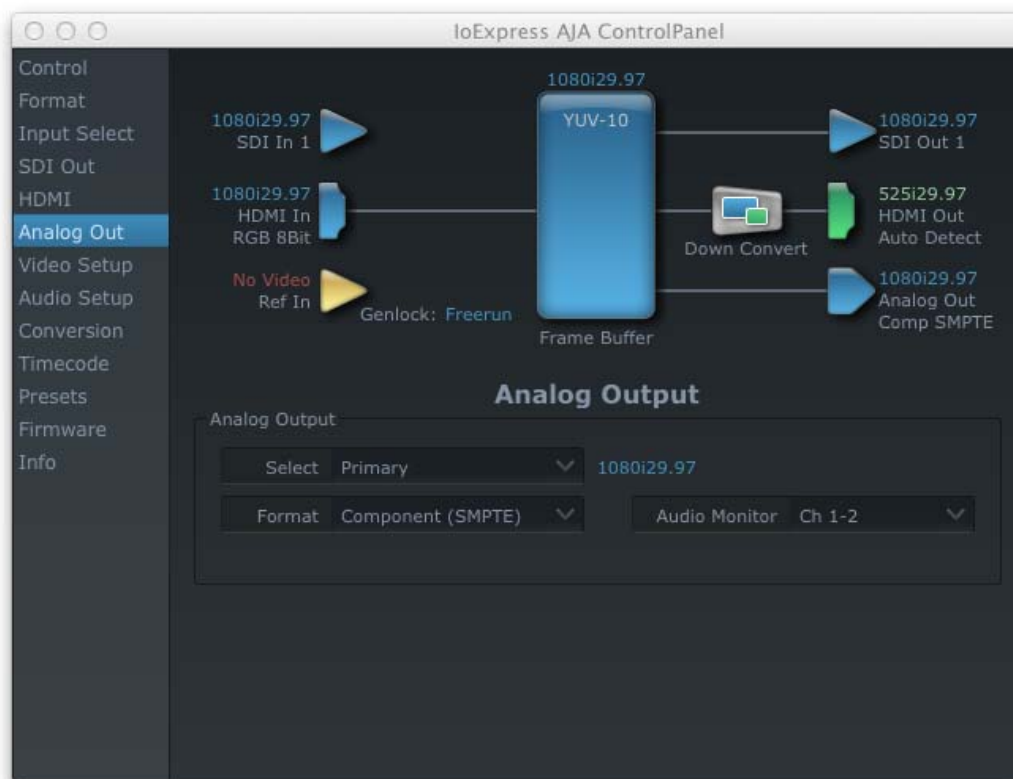 IoExpress AJA ControlPanel
Control
Format
Input Select
SDI Out
HDMI
Analog Out
Video Setup
Audio Setup
Conversion
Timecode
Presets
Firmware
Info
1080i29.97
SDI In 1
1080i29.97
HDMI In
RGB 8Bit
No Video
Ref In
Genlock: Freerun
1080i29.97
YUV-10
Frame Buffer
Down Convert
1080i29.97
SDI Out 1
525i29.97
HDMI Out
Auto Detect
1080i29.97
Analog Out
Comp SMPTE
Analog Output
Analog Output
Select Primary 1080i29.97
Format Component (SMPTE) Audio Monitor Ch 1-2